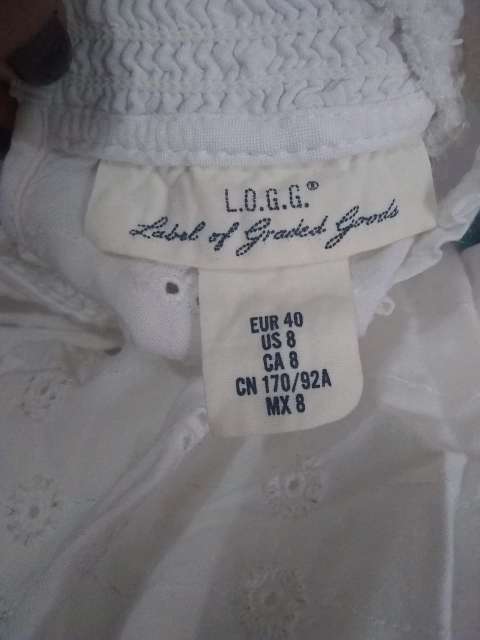 L.O.G.G.®
Label of Graded Goods
EUR 40
US 8
CA 8
CN 170/92A
MX 8